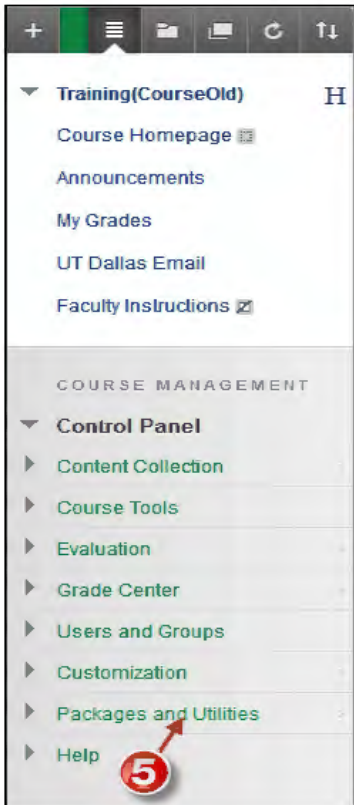 Training(CourseOld) H
Course Homepage
Announcements
My Grades
UT Dallas Email
Faculty Instructions
COURSE MANAGEMENT
Control Panel
Content Collection
Course Tools
Evaluation
Grade Center
Users and Groups
Customization
Packages and Utilities
Help
5